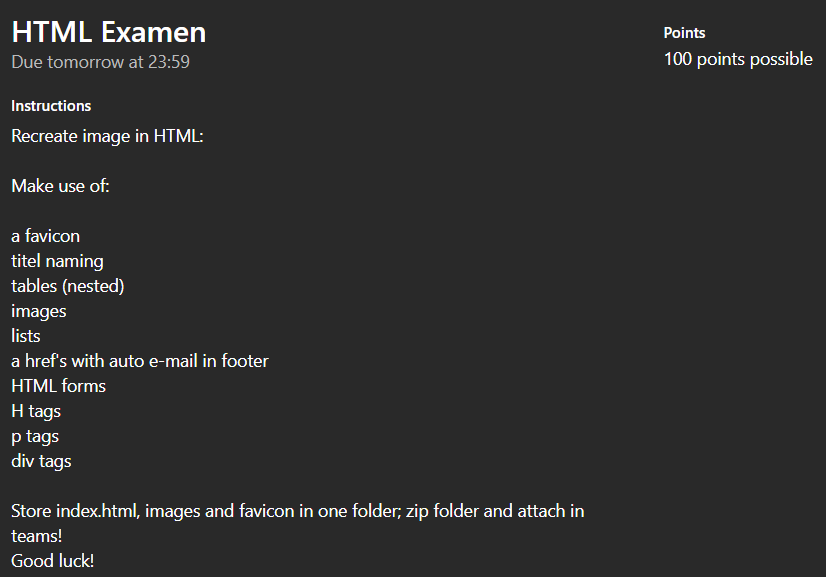 HTML Examen
Due tomorrow at 23:59
Points
100 points possible
Instructions
Recreate image in HTML:
Make use of:
a favicon
titel naming
tables (nested)
images
lists
a href's with auto e-mail in footer
HTML forms
H tags
p tags
div tags
Store index.html, images and favicon in one folder; zip folder and attach in
teams!
Good luck!